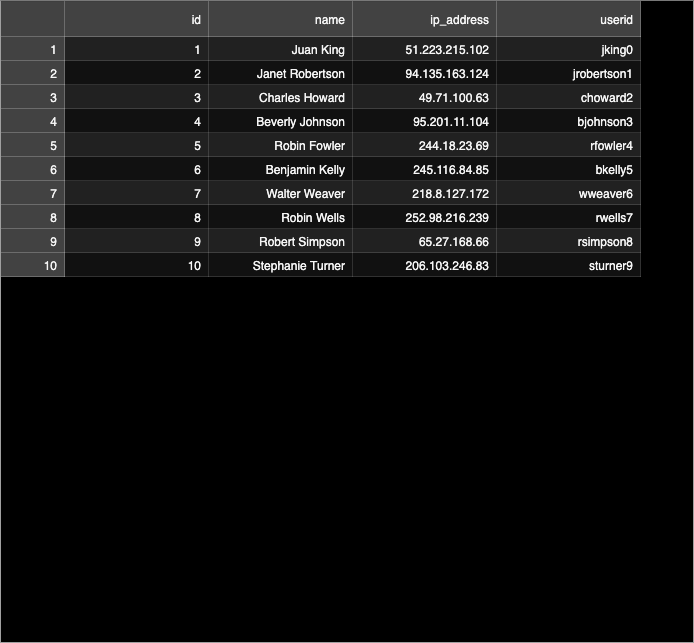 id name ip_address userid
1 1 Juan King 51.223.215.102 jking0
2 2 Janet Robertson 94.135.163.124 jrobertson1
3 3 Charles Howard 49.71.100.63 choward2
4 4 Beverly Johnson 95.201.11.104 bjohnson3
5 5 Robin Fowler 244.18.23.69 rfowler4
6 6 Benjamin Kelly 245.116.84.85 bkelly5
7 7 Walter Weaver 218.8.127.172 wweaver6
8 8 Robin Wells 252.98.216.239 rwells7
9 9 Robert Simpson 65.27.168.66 rsimpson8
10 10 Stephanie Turner 206.103.246.83 sturner9